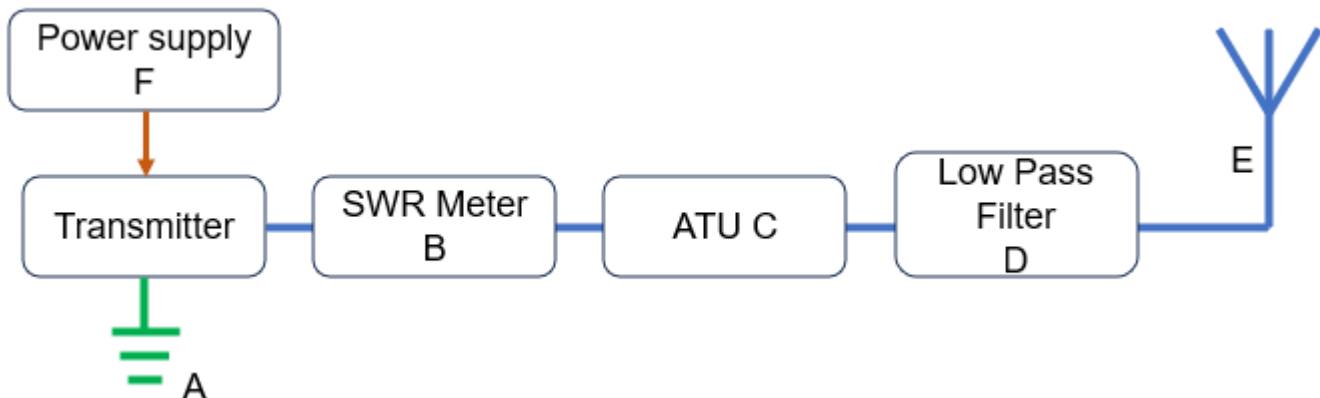 Power supply
F
Transmitter
A
SWR Meter
B
ATU C
Low Pass
Filter
D
E